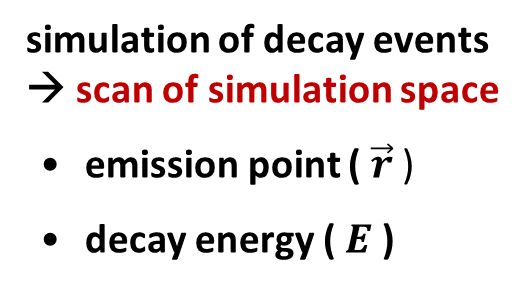 simulation of decay events
→ scan of simulation space
• emission point ( r⃗ )
• decay energy ( E )